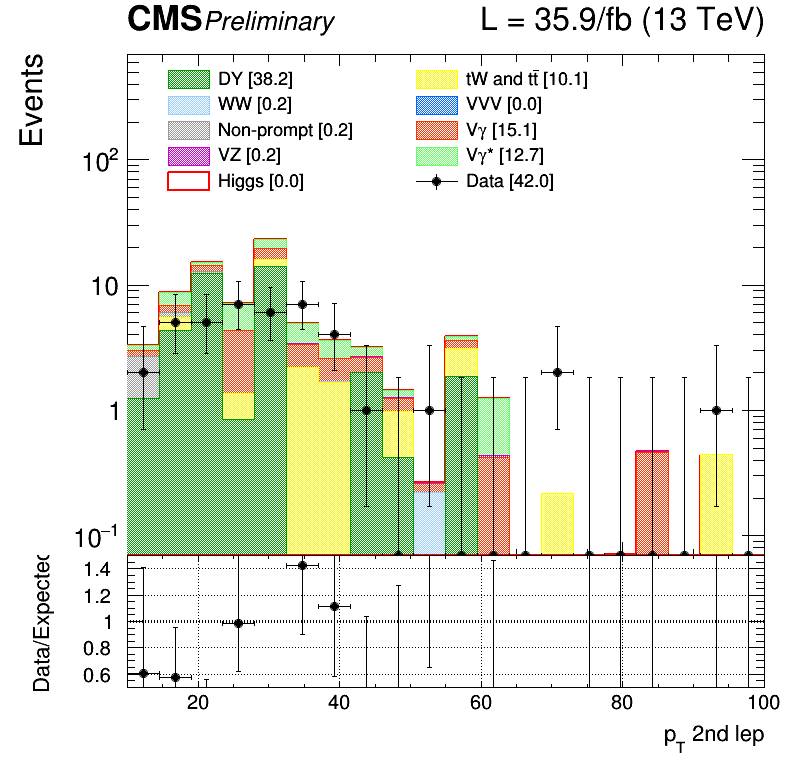 CMS Preliminary L = 35.9/fb (13 TeV)
Events
DY [38.2]
WW [0.2]
Non-prompt [0.2]
VZ [0.2]
Higgs [0.0]
tW and tt̄ [10.1]
VVV [0.0]
Vγ [15.1]
Vγ* [12.7]
Data [42.0]
10²
10
1
10⁻¹
Data/Expected
1.4
1.2
1
0.8
0.6
20 40 60 80 100
p_T 2nd lep